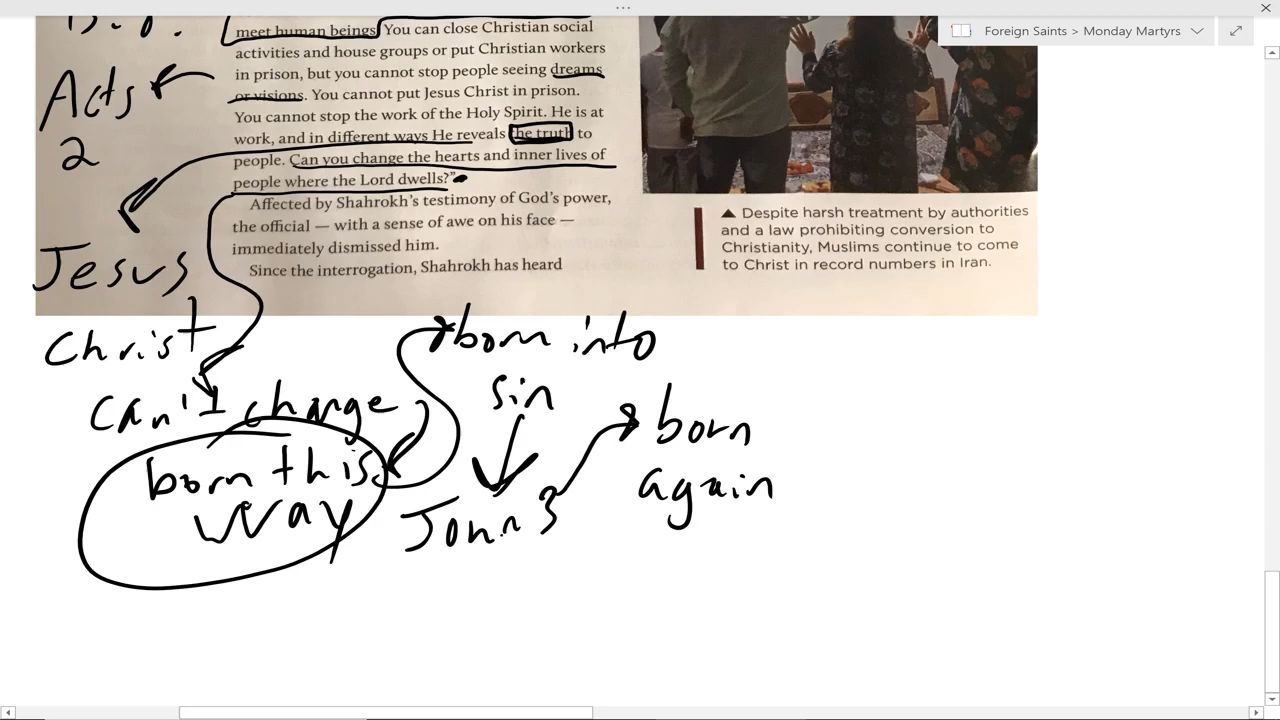 Foreign Saints > Monday Martyrs
meet human beings. You can close Christian social
activities and house groups or put Christian workers
in prison, but you cannot stop people seeing dreams
or visions. You cannot put Jesus Christ in prison.
You cannot stop the work of the Holy Spirit. He is at
work, and in different ways He reveals the truth to
people. Can you change the hearts and inner lives of
people where the Lord dwells?"
Affected by Shahrokh's testimony of God's power,
the official — with a sense of awe on his face —
immediately dismissed him.
Since the interrogation, Shahrokh has heard
▲ Despite harsh treatment by authorities
and a law prohibiting conversion to
Christianity, Muslims continue to come
to Christ in record numbers in Iran.
Acts
2
Jesus
Christ
can't change
born this
way
born into
sin
John 3
born
again